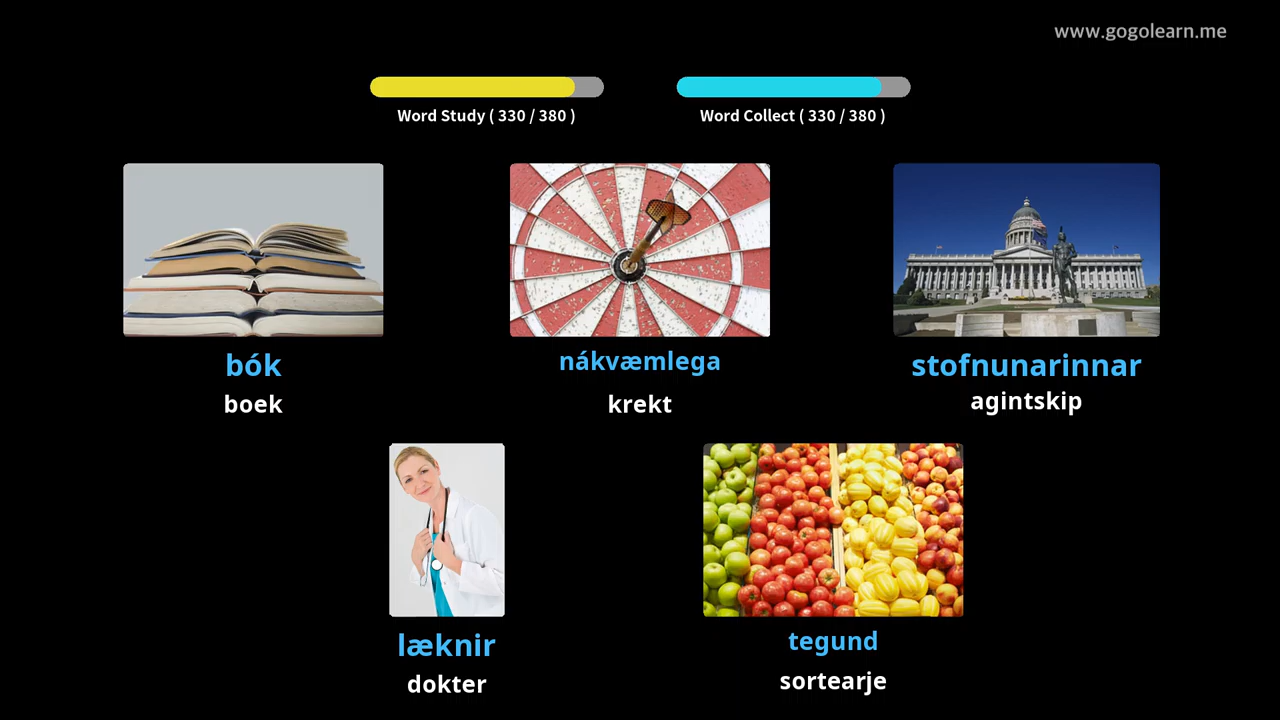 www.gogolearn.me
Word Study ( 330 / 380 )
Word Collect ( 330 / 380 )
bók
boek
nákvæmlega
krekt
stofnunarinnar
agintskip
læknir
dokter
tegund
sortearje